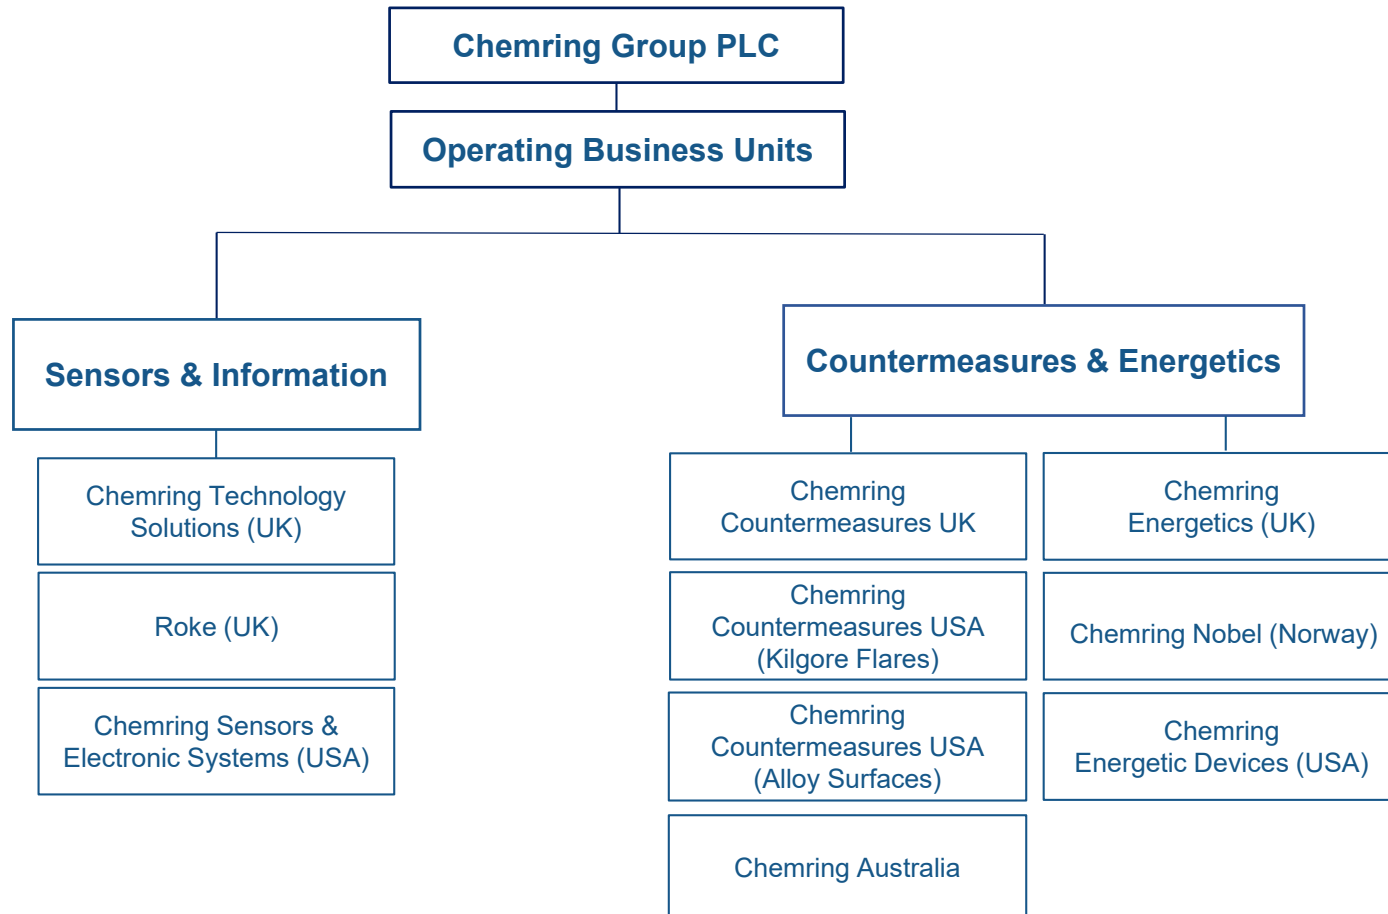 Chemring Group PLC
Operating Business Units
Sensors & Information
Chemring Technology
Solutions (UK)
Roke (UK)
Chemring Sensors &
Electronic Systems (USA)
Countermeasures & Energetics
Chemring
Countermeasures UK
Chemring
Countermeasures USA
(Kilgore Flares)
Chemring
Countermeasures USA
(Alloy Surfaces)
Chemring Australia
Chemring
Energetics (UK)
Chemring Nobel (Norway)
Chemring
Energetic Devices (USA)